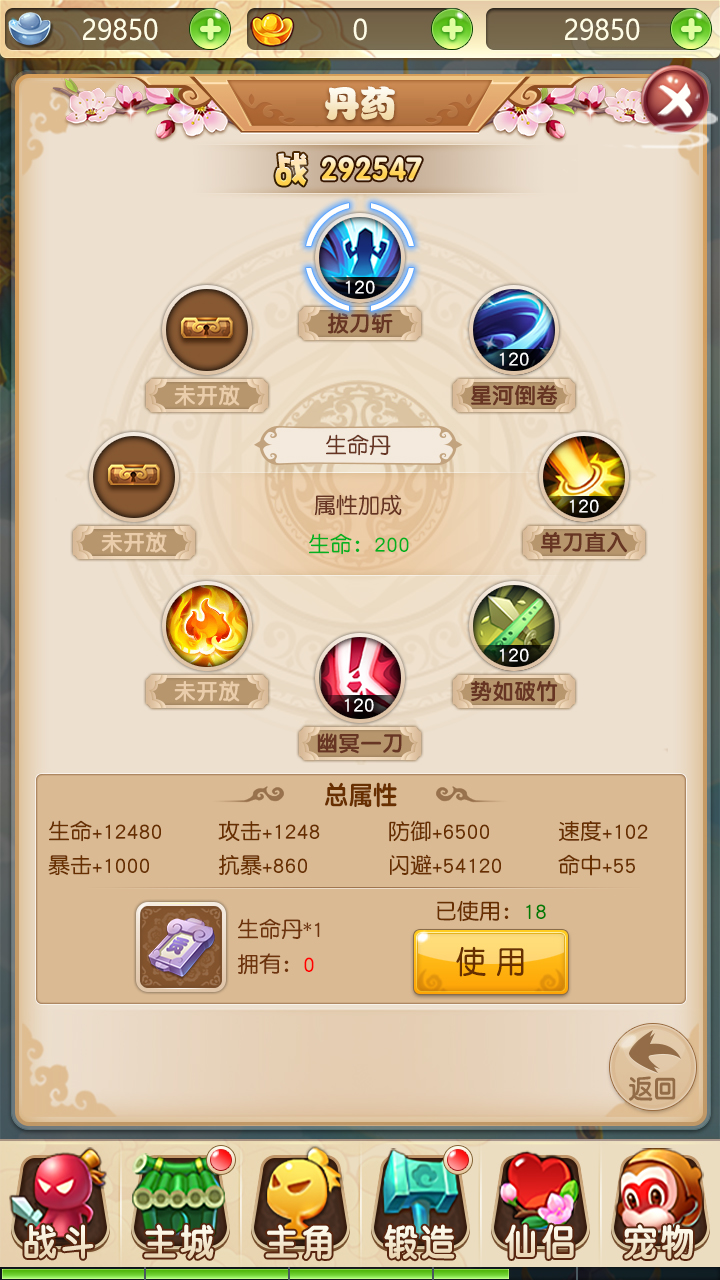 29850 0 29850
丹药
战 292547
120
拔刀斩
未开放
120
星河倒卷
生命丹
未开放
属性加成
生命：200
120
单刀直入
未开放
120
势如破竹
120
幽冥一刀
总属性
生命+12480 攻击+1248 防御+6500 速度+102
暴击+1000 抗暴+860 闪避+54120 命中+55
生命丹*1
拥有：0
已使用：18
使用
返回
战斗 主城 主角 锻造 仙侣 宠物